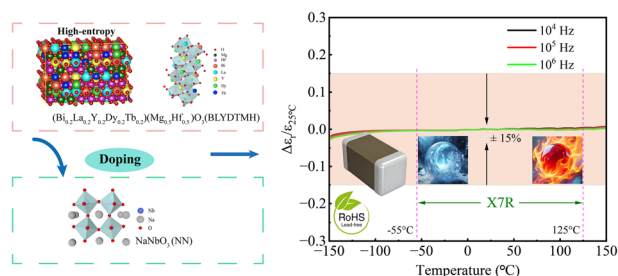 High-entropy
O
Mg
Hf
Bi
La
Y
Dy
Tb
(Bi0.2La0.2Y0.2Dy0.2Tb0.2)(Mg0.5Hf0.5)O3(BLYDTMH)
Doping
Nb
Na
O
NaNbO3(NN)
0.3
0.2
0.1
0.0
-0.1
-0.2
-0.3
Δεr/ε25℃
10⁴ Hz
10⁵ Hz
10⁶ Hz
± 15%
X7R
RoHS
Lead-free
-55℃
125℃
-150
-100
-50
0
50
100
150
Temperature (℃)